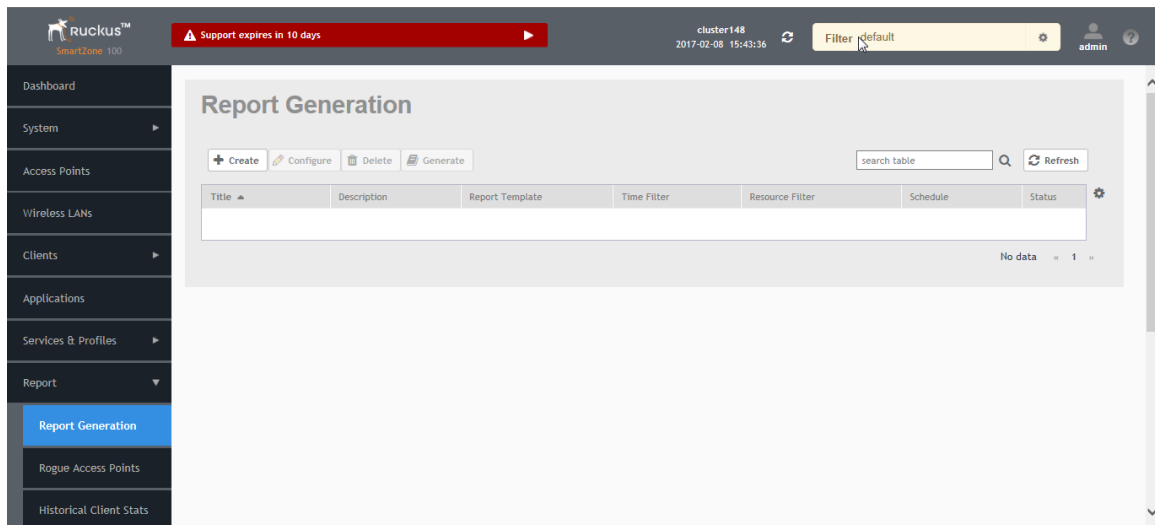 Ruckus™
SmartZone 100
Support expires in 10 days
cluster148
2017-02-08 15:43:36
Filter default
admin
Dashboard
System
Access Points
Wireless LANs
Clients
Applications
Services & Profiles
Report
Report Generation
Rogue Access Points
Historical Client Stats
Report Generation
Create Configure Delete Generate
search table Refresh
Title Description Report Template Time Filter Resource Filter Schedule Status
No data « 1 »